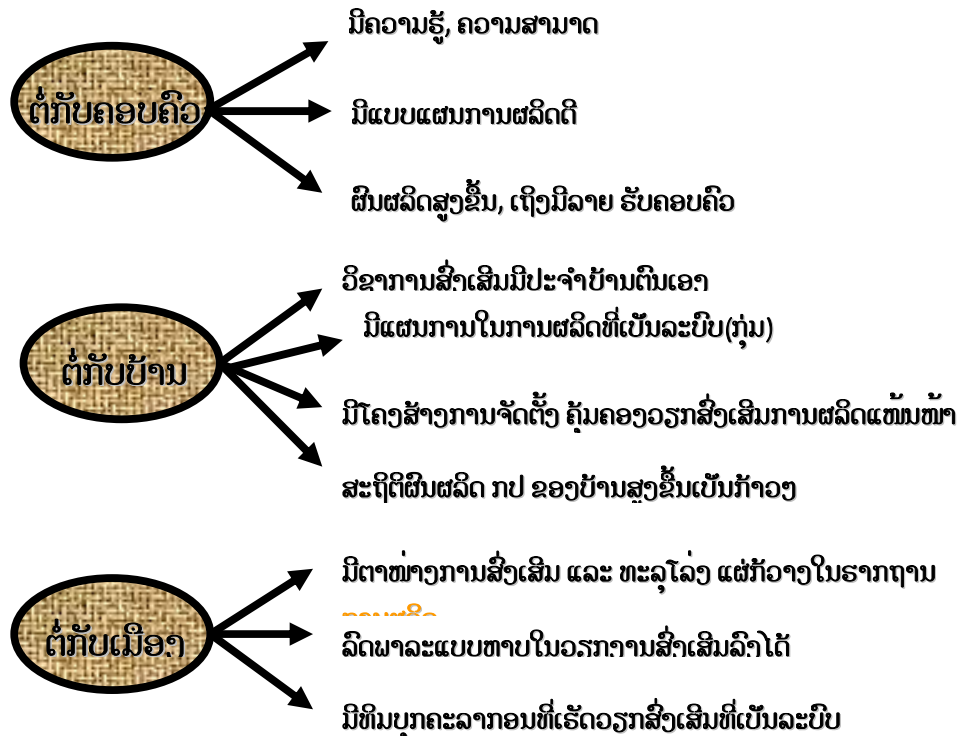 ຕໍ່ກັບຄອບຄົວ
ມີຄວາມຮູ້, ຄວາມສາມາດ
ມີແບບແຜນການຜລິດດີ
ຜົນຜລິດສູງຂື້ນ, ເຖິງມີລາຍ ຮັບຄອບຄົວ
ຕໍ່ກັບບ້ານ
ວິຊາການສົ່ງເສີມມີປະຈຳບ້ານຕົນເອງ
ມີແຜນການໃນການຜລິດທີ່ເປັນລະບົບ(ກຸ່ມ)
ມີໂຄງສ້າງການຈັດຕັ້ງ ຄຸ້ມຄອງວຽກສົ່ງເສີມການຜລິດແໜ້ນໜ້າ
ສະຖິຕິຜົນຜລິດ ກປ ຂອງບ້ານສູງຂື້ນເປັນກ້າວໆ
ຕໍ່ກັບເມືອງ
ມີຕາໜ່າງການສົ່ງເສີມ ແລະ ທະລຸໂລ່ງ ແຜ່ກ້ວາງໃນຮາກຖານ
ລົດພາລະແບບຫາບໃນວຽກງານສົ່ງເສີມລົງໄດ້
ມີທິມບຸກຄະລາກອນທີ່ເຮັດວຽກສົ່ງເສີມທີ່ເປັນລະບົບ